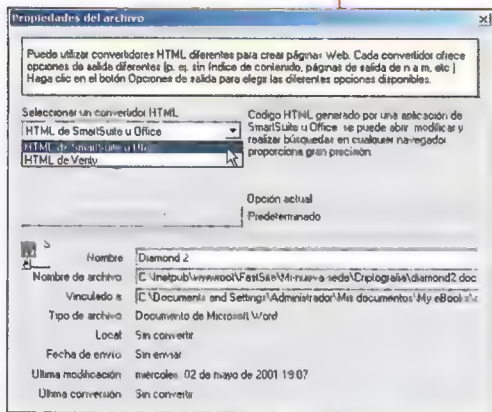 Propiedades del archivo
Puede utilizar convertidores HTML diferentes para crear páginas Web. Cada convertidor ofrece
opciones de salida diferentes (p. ej. sin índice de contenido, páginas de salida de n a m, etc.)
Haga clic en el botón Opciones de salida para elegir las diferentes opciones disponibles.
Seleccionar un convertidor HTML
HTML de SmartSuite u Office
HTML de SmartSuite u
HTML de Verity
Código HTML generado por una aplicación de
SmartSuite u Office se puede abrir modificar y
realizar búsquedas en cualquier navegador
proporciona gran precisión.
Opción actual
Predeterminado
Nombre Diamond 2
Nombre de archivo C:\Inetpub\wwwroot\FastSite\Mi nueva sede\Criptografia\diamond2 doc
Vinculado a C:\Documents and Settings\Administrador\Mis documentos\My eBooks\
Tipo de archivo Documento de Microsoft Word
Local Sin convertir
Fecha de envío Sin enviar
Ultima modificación miercoles, 02 de mayo de 2001 19:07
Última conversión Sin convertir